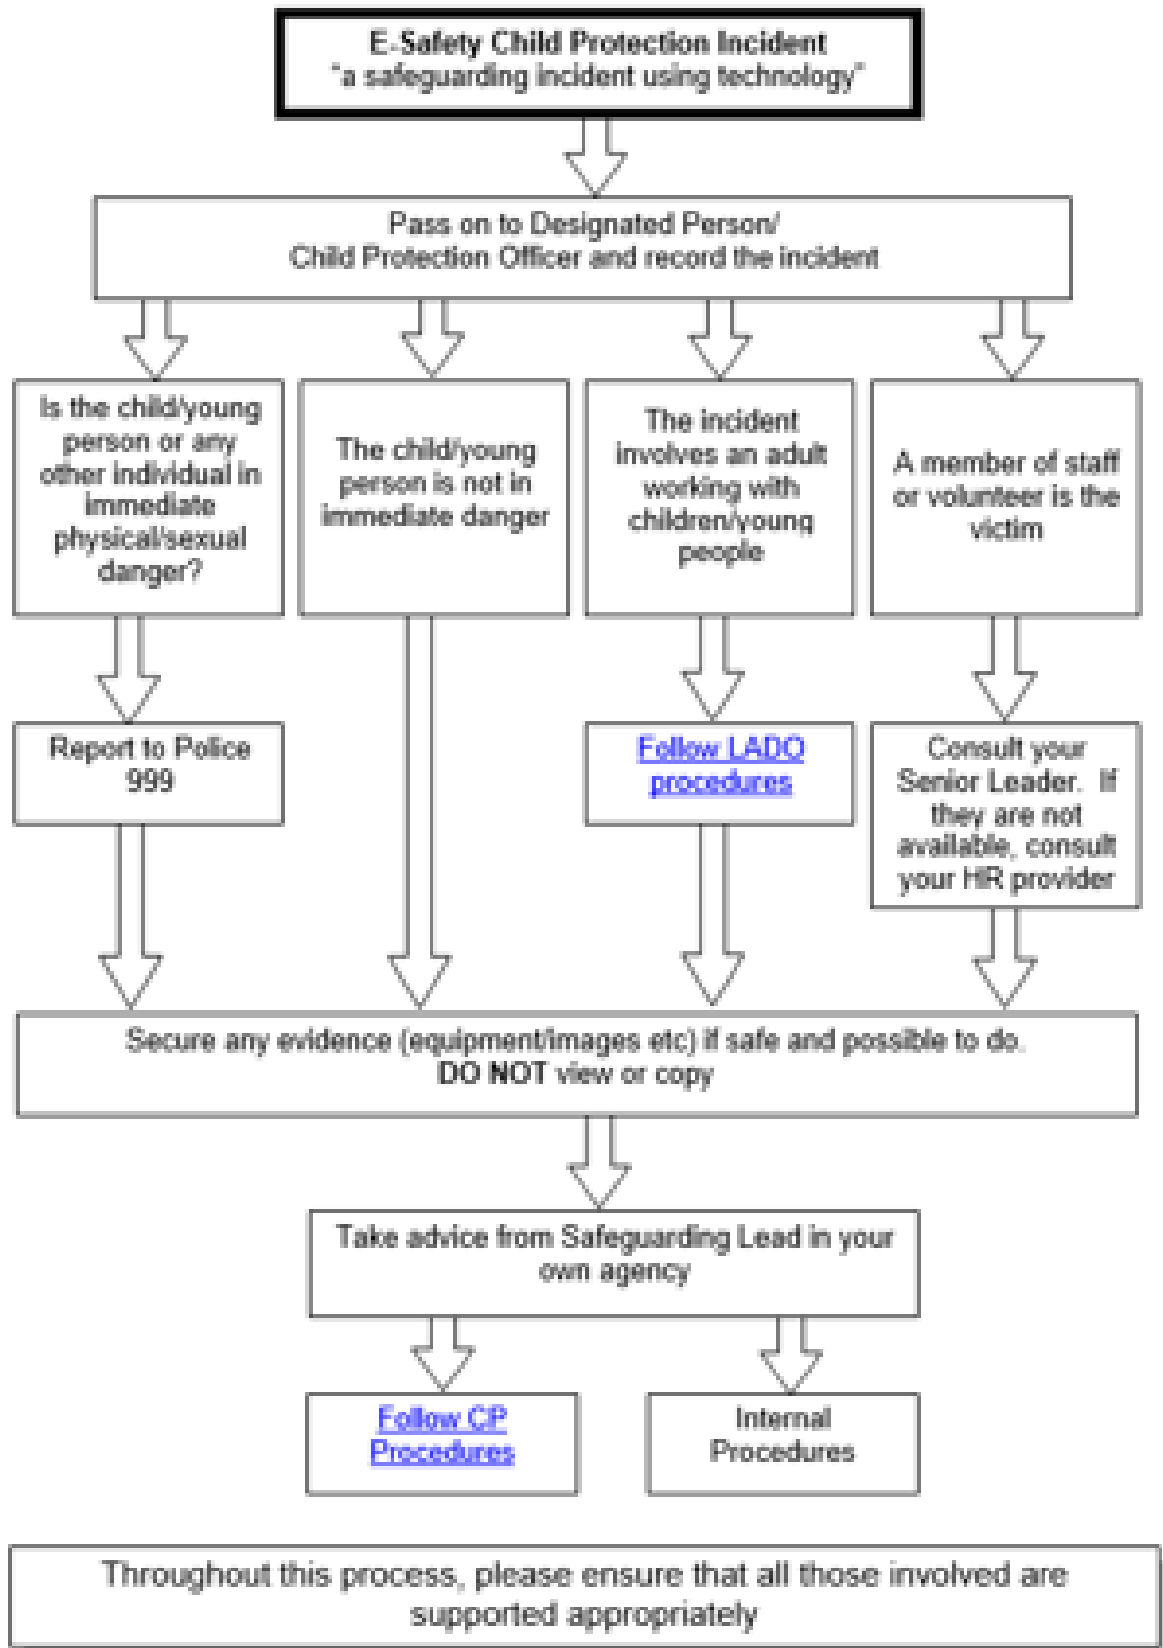 E-Safety Child Protection Incident
"a safeguarding incident using technology"
Pass on to Designated Person/
Child Protection Officer and record the incident
Is the child/young
person or any
other individual in
immediate
physical/sexual
danger?
The child/young
person is not in
immediate danger
The incident
involves an adult
working with
children/young
people
A member of staff
or volunteer is the
victim
Report to Police
999
Follow LADO
procedures
Consult your
Senior Leader. If
they are not
available, consult
your HR provider
Secure any evidence (equipment/images etc) if safe and possible to do.
DO NOT view or copy
Take advice from Safeguarding Lead in your
own agency
Follow CP
Procedures
Internal
Procedures
Throughout this process, please ensure that all those involved are
supported appropriately